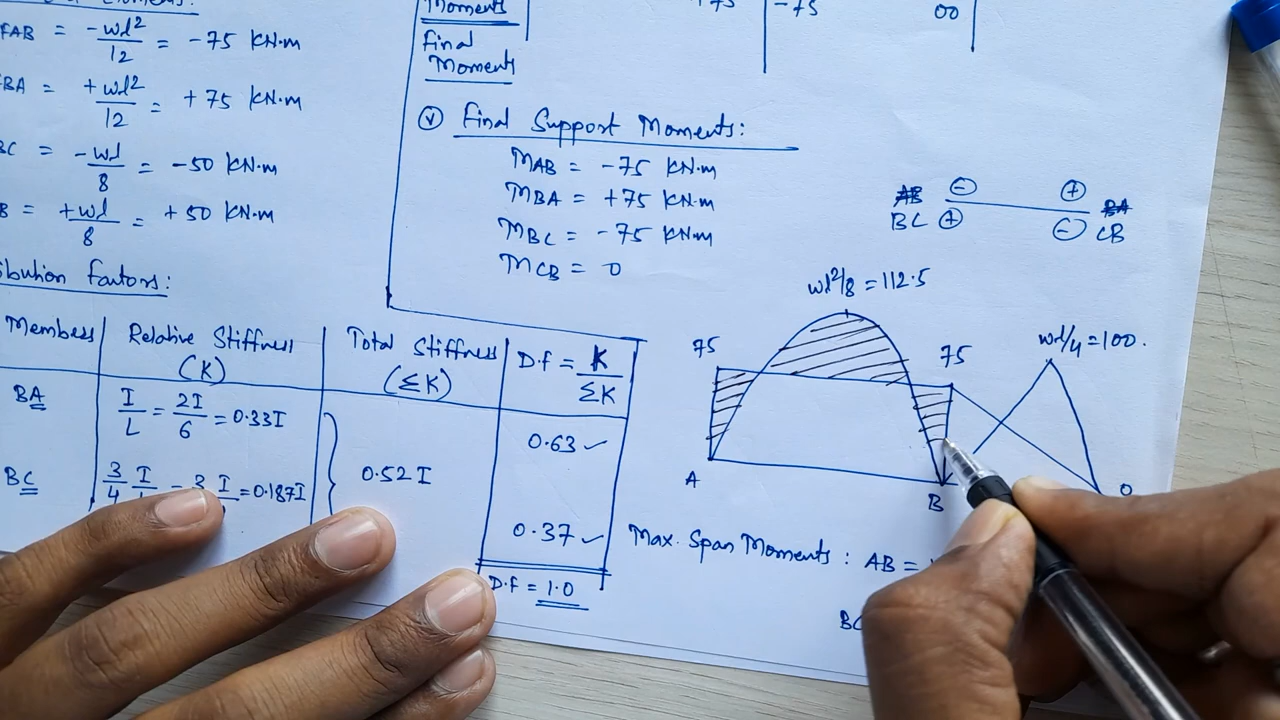 FAB = -wl²/12 = -75 KN.m
BA = +wl²/12 = +75 KN.m
BC = -wl/8 = -50 KN.m
B = +wl/8 = +50 KN.m
ibution factors:
Members
Relative Stiffness (K)
Total Stiffness (ΣK)
D.f = K/ΣK
BA
I/L = 2I/6 = 0.33I
0.63 ✓
BC
3/4 = 0.187I
0.52 I
0.37 ✓
D.f = 1.0
Moments
+75
-75
00
final
Moments
(V) final Support Moments:
MAB = -75 KN.m
MBA = +75 KN.m
MBC = -75 KN.m
MCB = 0
AB - + BA
BC + - CB
wl²/8 = 112.5
75
75
wl/4 = 100.
A
B
0
Max. Span Moments : AB =
BC